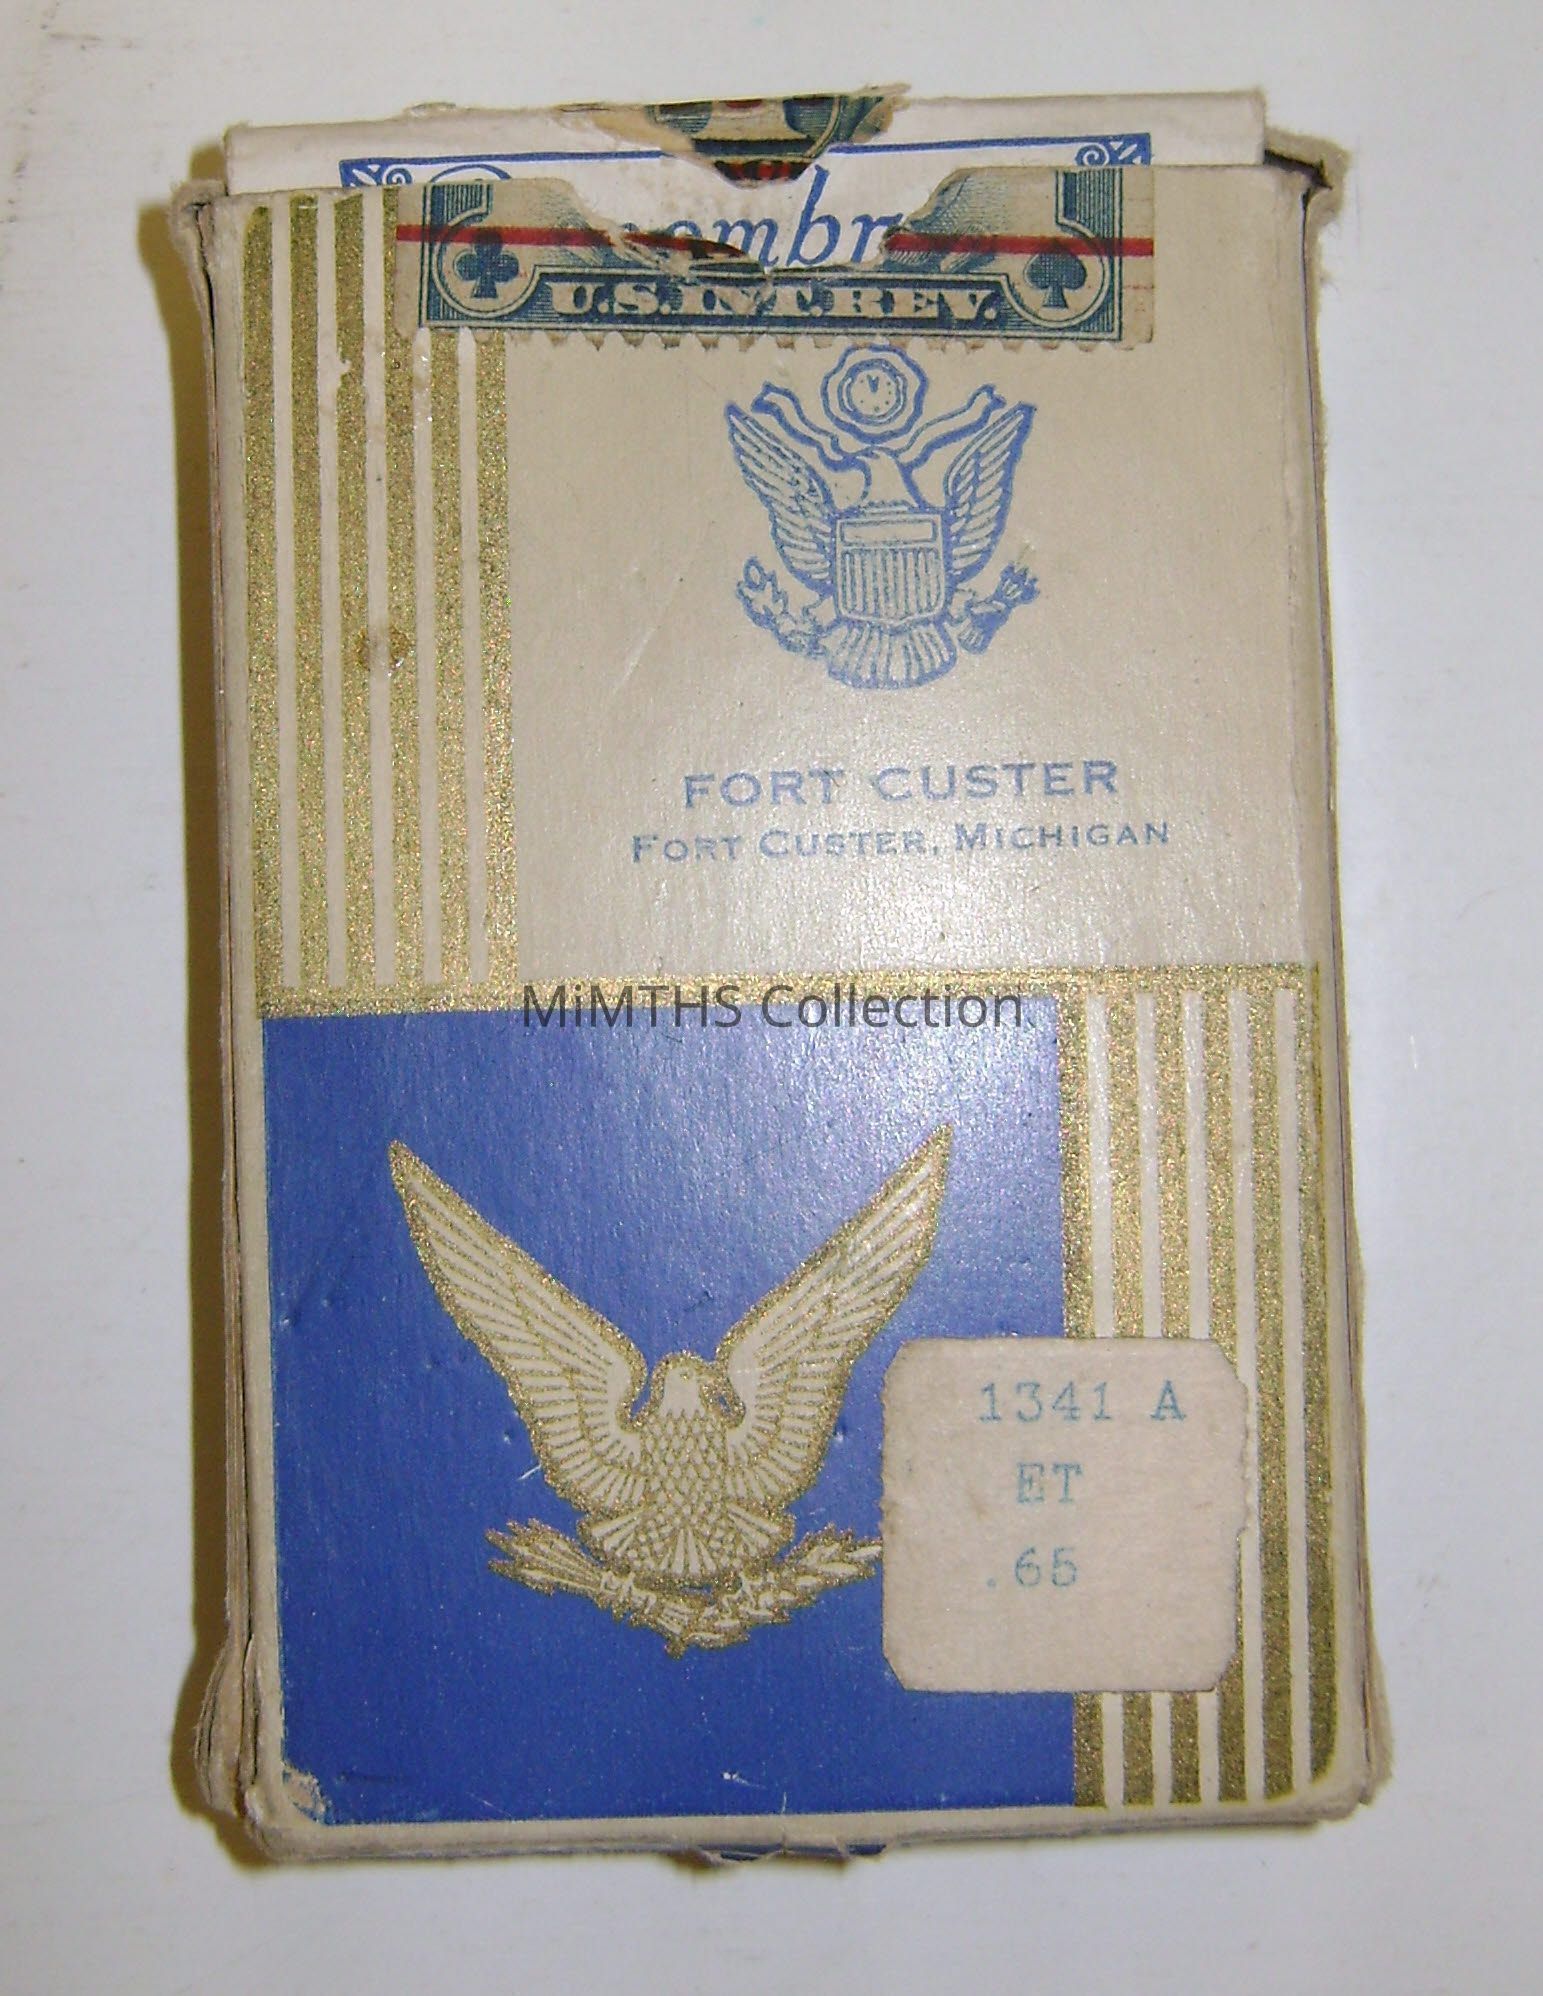 U.S. INT. REV.
FORT CUSTER
FORT CUSTER, MICHIGAN
MiMTHS Collection
1341 A
ET
.65